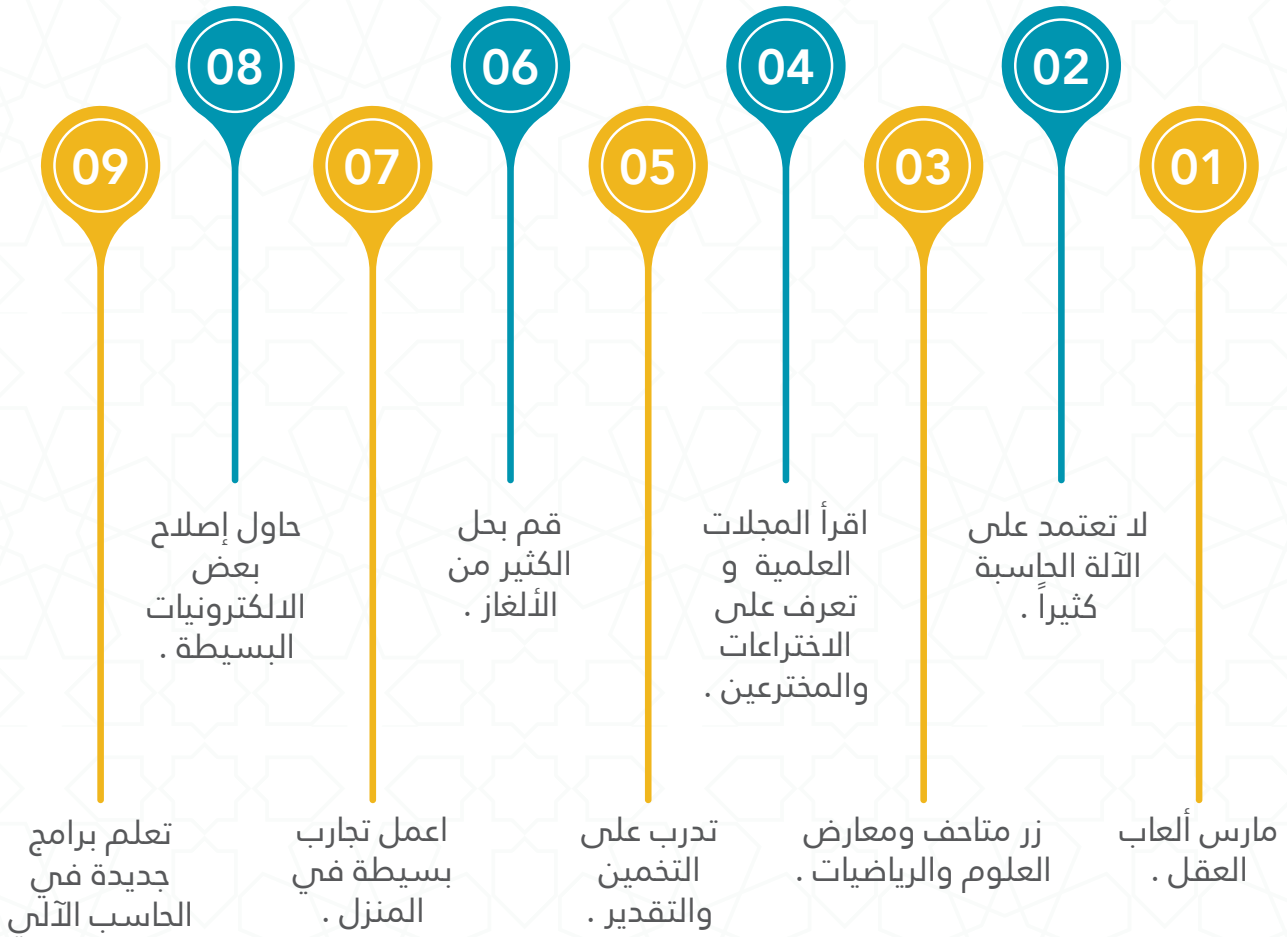 01
مارس ألعاب
العقل .
02
لا تعتمد على
الآلة الحاسبة
كثيراً .
03
زر متاحف ومعارض
العلوم والرياضيات .
04
اقرأ المجلات
العلمية و
تعرف على
الاختراعات
والمخترعين .
05
تدرب على
التخمين
والتقدير .
06
قم بحل
الكثير من
الألغاز .
07
اعمل تجارب
بسيطة في
المنزل .
08
حاول إصلاح
بعض
الالكترونيات
البسيطة .
09
تعلم برامج
جديدة في
الحاسب الآلي